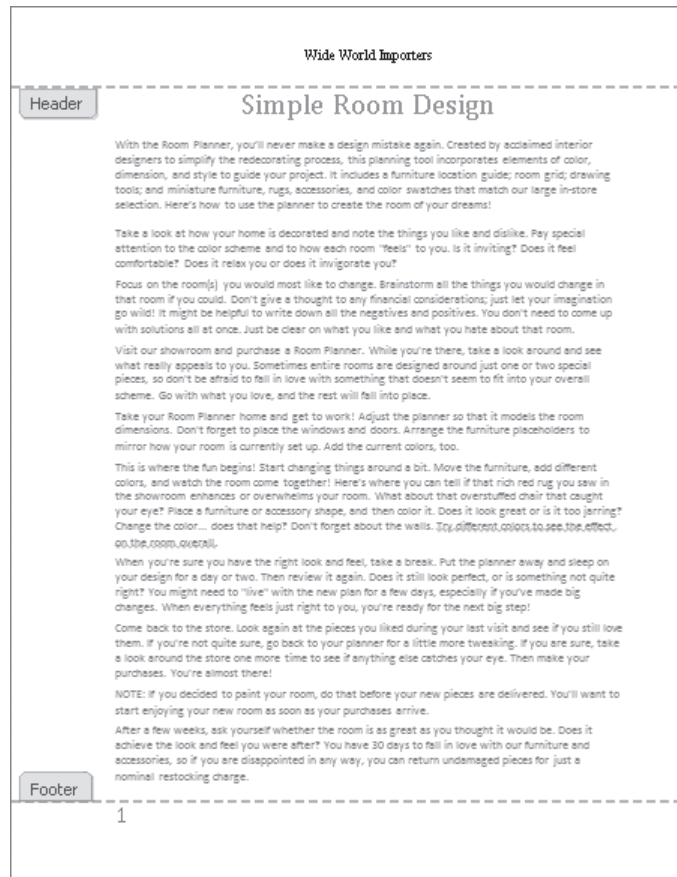 Wide World Importers
Header
Simple Room Design
With the Room Planner, you'll never make a design mistake again. Created by acclaimed interior
designers to simplify the redecorating process, this planning tool incorporates elements of color,
dimension, and style to guide your project. It includes a furniture location guide; room grid; drawing
tools; and miniature furniture, rugs, accessories, and color swatches that match our large in-store
selection. Here's how to use the planner to create the room of your dreams!
Take a look at how your home is decorated and note the things you like and dislike. Pay special
attention to the color scheme and to how each room "feels" to you. Is it inviting? Does it feel
comfortable? Does it relax you or does it invigorate you?
Focus on the room(s) you would most like to change. Brainstorm all the things you would change in
that room if you could. Don't give a thought to any financial considerations; just let your imagination
go wild! It might be helpful to write down all the negatives and positives. You don't need to come up
with solutions all at once. Just be clear on what you like and what you hate about that room.
Visit our showroom and purchase a Room Planner. While you're there, take a look around and see
what really appeals to you. Sometimes entire rooms are designed around just one or two special
pieces, so don't be afraid to fall in love with something that doesn't seem to fit into your overall
scheme. Go with what you love, and the rest will fall into place.
Take your Room Planner home and get to work! Adjust the planner so that it models the room
dimensions. Don't forget to place the windows and doors. Arrange the furniture placeholders to
mirror how your room is currently set up. Add the current colors, too.
This is where the fun begins! Start changing things around a bit. Move the furniture, add different
colors, and watch the room come together! Here's where you can tell if that rich red rug you saw in
the showroom enhances or overwhelms your room. What about that overstuffed chair that caught
your eye? Place a furniture or accessory shape, and then color it. Does it look great or is it too jarring?
Change the color... does that help? Don't forget about the walls. Try different colors to see the effect
on the room overall.
When you're sure you have the right look and feel, take a break. Put the planner away and sleep on
your design for a day or two. Then review it again. Does it still look perfect, or is something not quite
right? You might need to "live" with the new plan for a few days, especially if you've made big
changes. When everything feels just right to you, you're ready for the next big step!
Come back to the store. Look again at the pieces you liked during your last visit and see if you still love
them. If you're not quite sure, go back to your planner for a little more tweaking. If you are sure, take
a look around the store one more time to see if anything else catches your eye. Then make your
purchases. You're almost there!
NOTE: If you decided to paint your room, do that before your new pieces are delivered. You'll want to
start enjoying your new room as soon as your purchases arrive.
After a few weeks, ask yourself whether the room is as great as you thought it would be. Does it
achieve the look and feel you were after? You have 30 days to fall in love with our furniture and
accessories, so if you are disappointed in any way, you can return undamaged pieces for just a
nominal restocking charge.
Footer
1